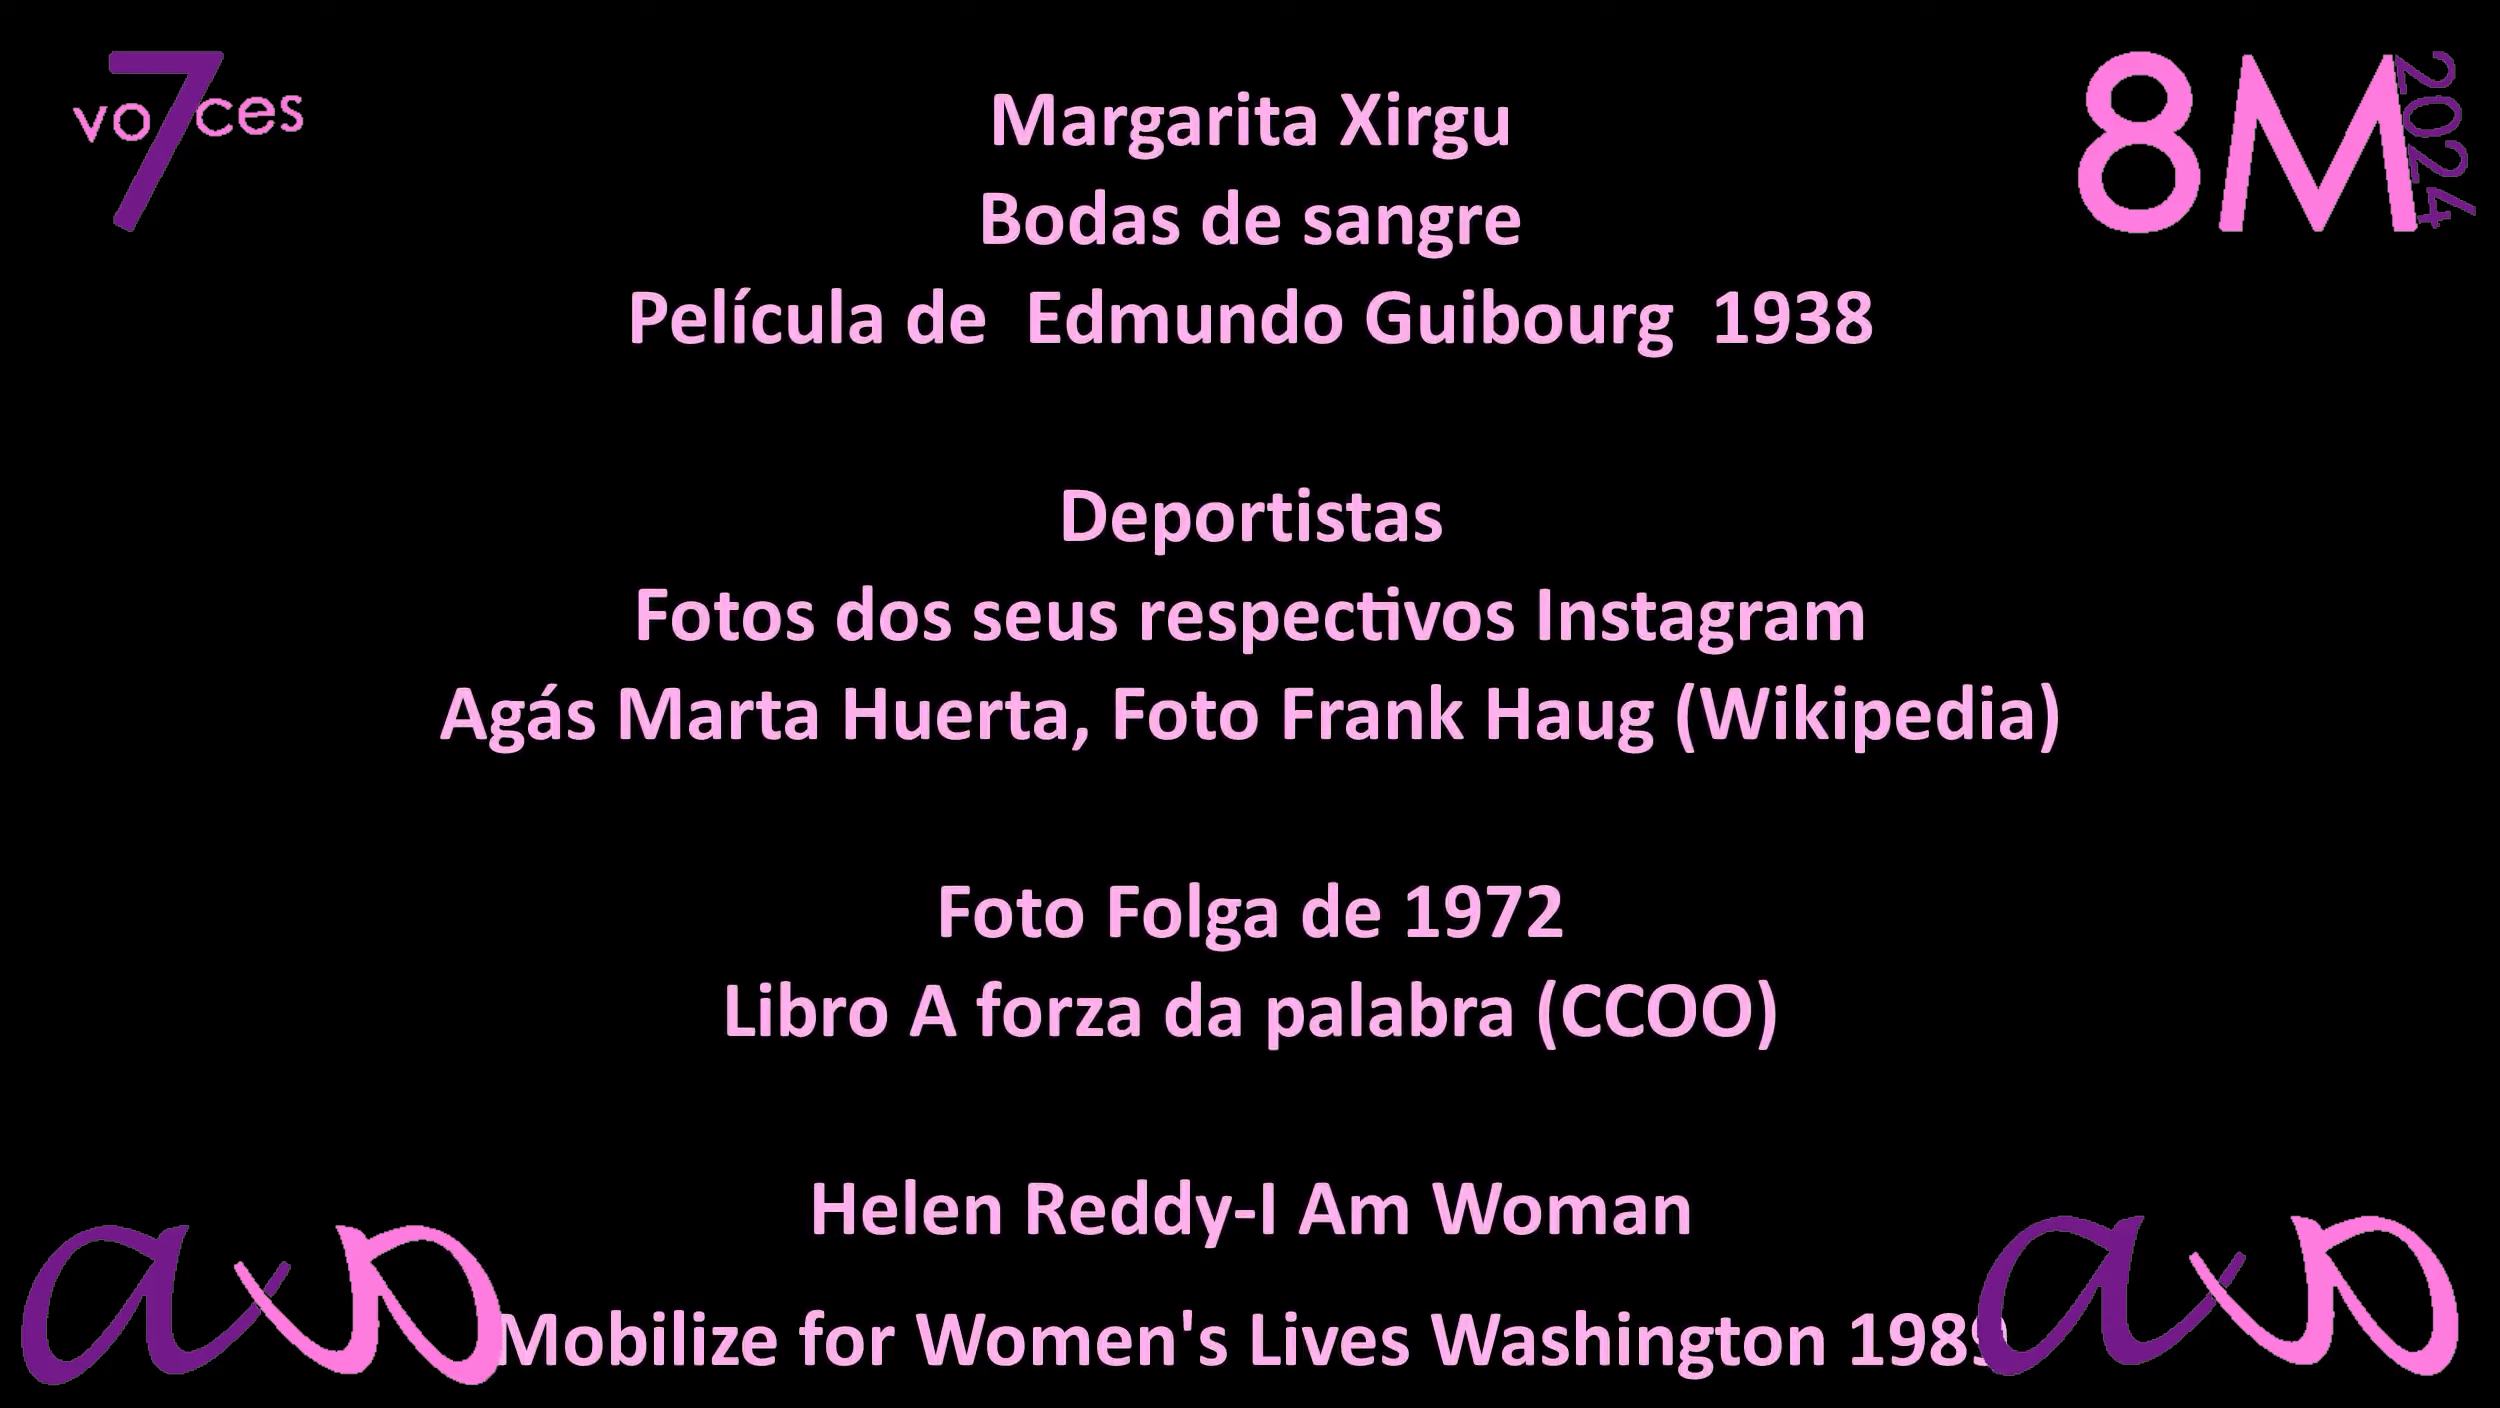 vo7ces
8M 2024
Margarita Xirgu
Bodas de sangre
Película de Edmundo Guibourg 1938
Deportistas
Fotos dos seus respectivos Instagram
Agás Marta Huerta, Foto Frank Haug (Wikipedia)
Foto Folga de 1972
Libro A forza da palabra (CCOO)
Helen Reddy-I Am Woman
Mobilize for Women's Lives Washington 1989